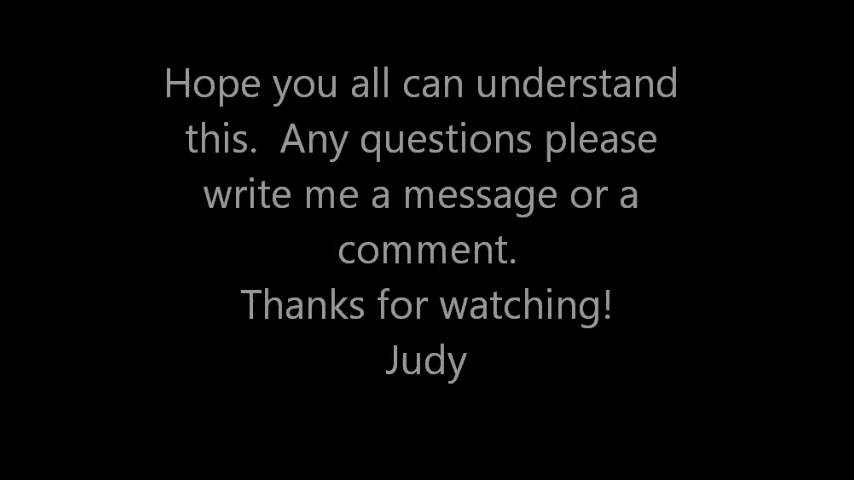 Hope you all can understand
this.  Any questions please
write me a message or a
comment.
Thanks for watching!
Judy